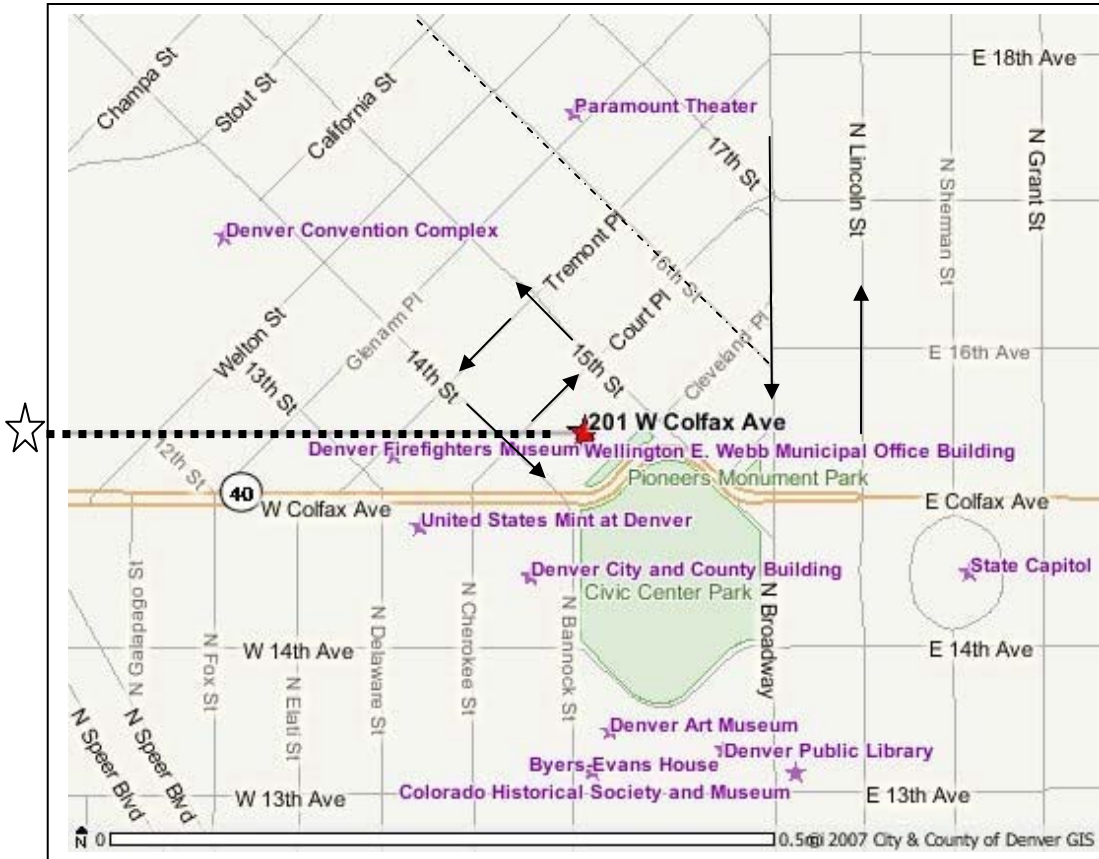 E 18th Ave
Champa St
Stout St
California St
Paramount Theater
17th St
N Lincoln St
N Sherman St
N Grant St
Denver Convention Complex
Tremont Pl
16th St
Court Pl
Cleveland Pl
Welton St
Glenarm Pl
13th St
14th St
15th St
E 16th Ave
201 W Colfax Ave
12th St
Denver Firefighters Museum
Wellington E. Webb Municipal Office Building
Pioneers Monument Park
40
W Colfax Ave
E Colfax Ave
United States Mint at Denver
Denver City and County Building
State Capitol
Civic Center Park
N Galapago St
N Fox St
N Elati St
N Delaware St
N Cherokee St
N Bannock St
N Broadway
W 14th Ave
E 14th Ave
N Speer Blvd
N Speer Blvd
Denver Art Museum
Denver Public Library
Byers-Evans House
Colorado Historical Society and Museum
W 13th Ave
E 13th Ave
N
0
0.5
© 2007 City & County of Denver GIS